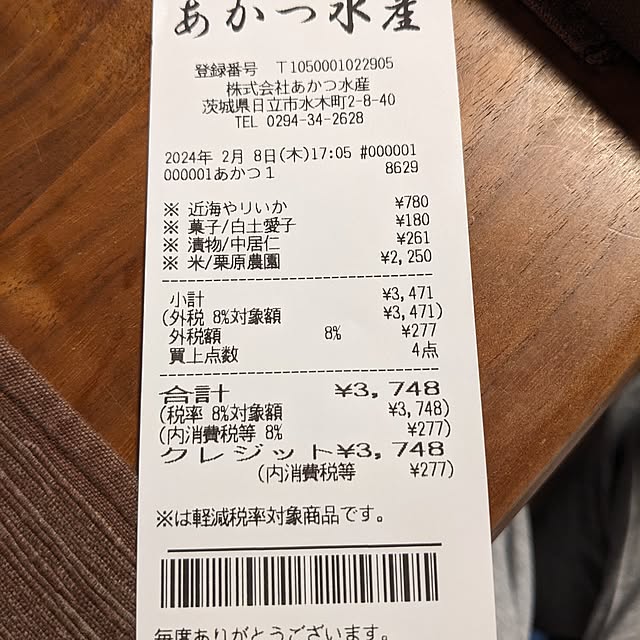 あかつ水産
登録番号 T1050001022905
株式会社あかつ水産
茨城県日立市水木町2-8-40
TEL 0294-34-2628
2024年 2月 8日(木)17:05 #000001
000001あかつ1 8629
※ 近海やりいか ¥780
※ 菓子/白土愛子 ¥180
※ 漬物/中居仁 ¥261
※ 米/栗原農園 ¥2,250
小計 ¥3,471
(外税 8%対象額 ¥3,471)
外税額 8% ¥277
買上点数 4点
合計 ¥3,748
(税率 8%対象額 ¥3,748)
(内消費税等 8% ¥277)
クレジット¥3,748
(内消費税等 ¥277)
※は軽減税率対象商品です。
毎度ありがとうございます。